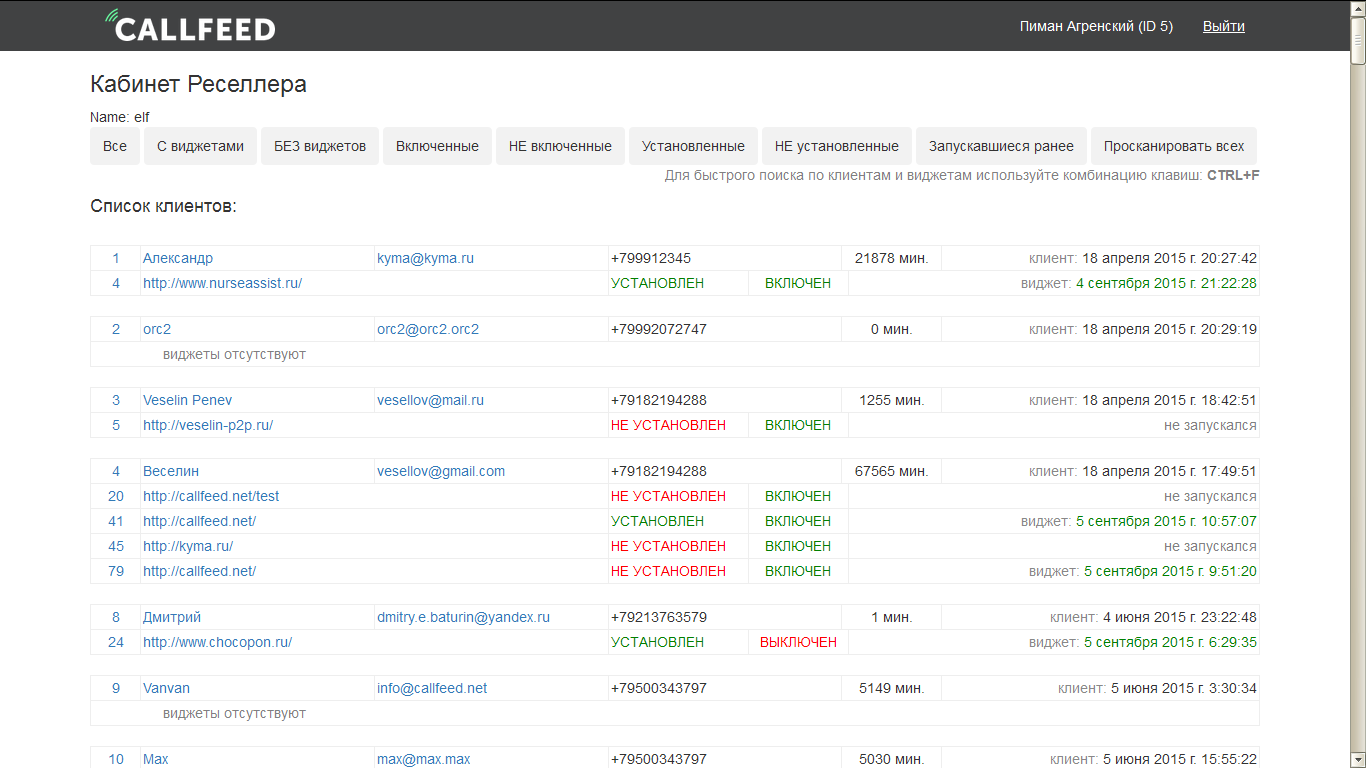 CALLFEED Пиман Агренский (ID 5) Выйти
Кабинет Реселлера
Name: elf
Все С виджетами БЕЗ виджетов Включенные НЕ включенные Установленные НЕ установленные Запускавшиеся ранее Просканировать всех
Для быстрого поиска по клиентам и виджетам используйте комбинацию клавиш: CTRL+F
Список клиентов:
1 Александр kyma@kyma.ru +799912345 21878 мин. клиент: 18 апреля 2015 г. 20:27:42
4 http://www.nurseassist.ru/ УСТАНОВЛЕН ВКЛЮЧЕН виджет: 4 сентября 2015 г. 21:22:28
2 orc2 orc2@orc2.orc2 +79992072747 0 мин. клиент: 18 апреля 2015 г. 20:29:19
виджеты отсутствуют
3 Veselin Penev vesellov@mail.ru +79182194288 1255 мин. клиент: 18 апреля 2015 г. 18:42:51
5 http://veselin-p2p.ru/ НЕ УСТАНОВЛЕН ВКЛЮЧЕН не запускался
4 Веселин vesellov@gmail.com +79182194288 67565 мин. клиент: 18 апреля 2015 г. 17:49:51
20 http://callfeed.net/test НЕ УСТАНОВЛЕН ВКЛЮЧЕН не запускался
41 http://callfeed.net/ УСТАНОВЛЕН ВКЛЮЧЕН виджет: 5 сентября 2015 г. 10:57:07
45 http://kyma.ru/ НЕ УСТАНОВЛЕН ВКЛЮЧЕН не запускался
79 http://callfeed.net/ НЕ УСТАНОВЛЕН ВКЛЮЧЕН виджет: 5 сентября 2015 г. 9:51:20
8 Дмитрий dmitry.e.baturin@yandex.ru +79213763579 1 мин. клиент: 4 июня 2015 г. 23:22:48
24 http://www.chocopon.ru/ УСТАНОВЛЕН ВЫКЛЮЧЕН виджет: 5 сентября 2015 г. 6:29:35
9 Vanvan info@callfeed.net +79500343797 5149 мин. клиент: 5 июня 2015 г. 3:30:34
виджеты отсутствуют
10 Max max@max.max +79500343797 5030 мин. клиент: 5 июня 2015 г. 15:55:22